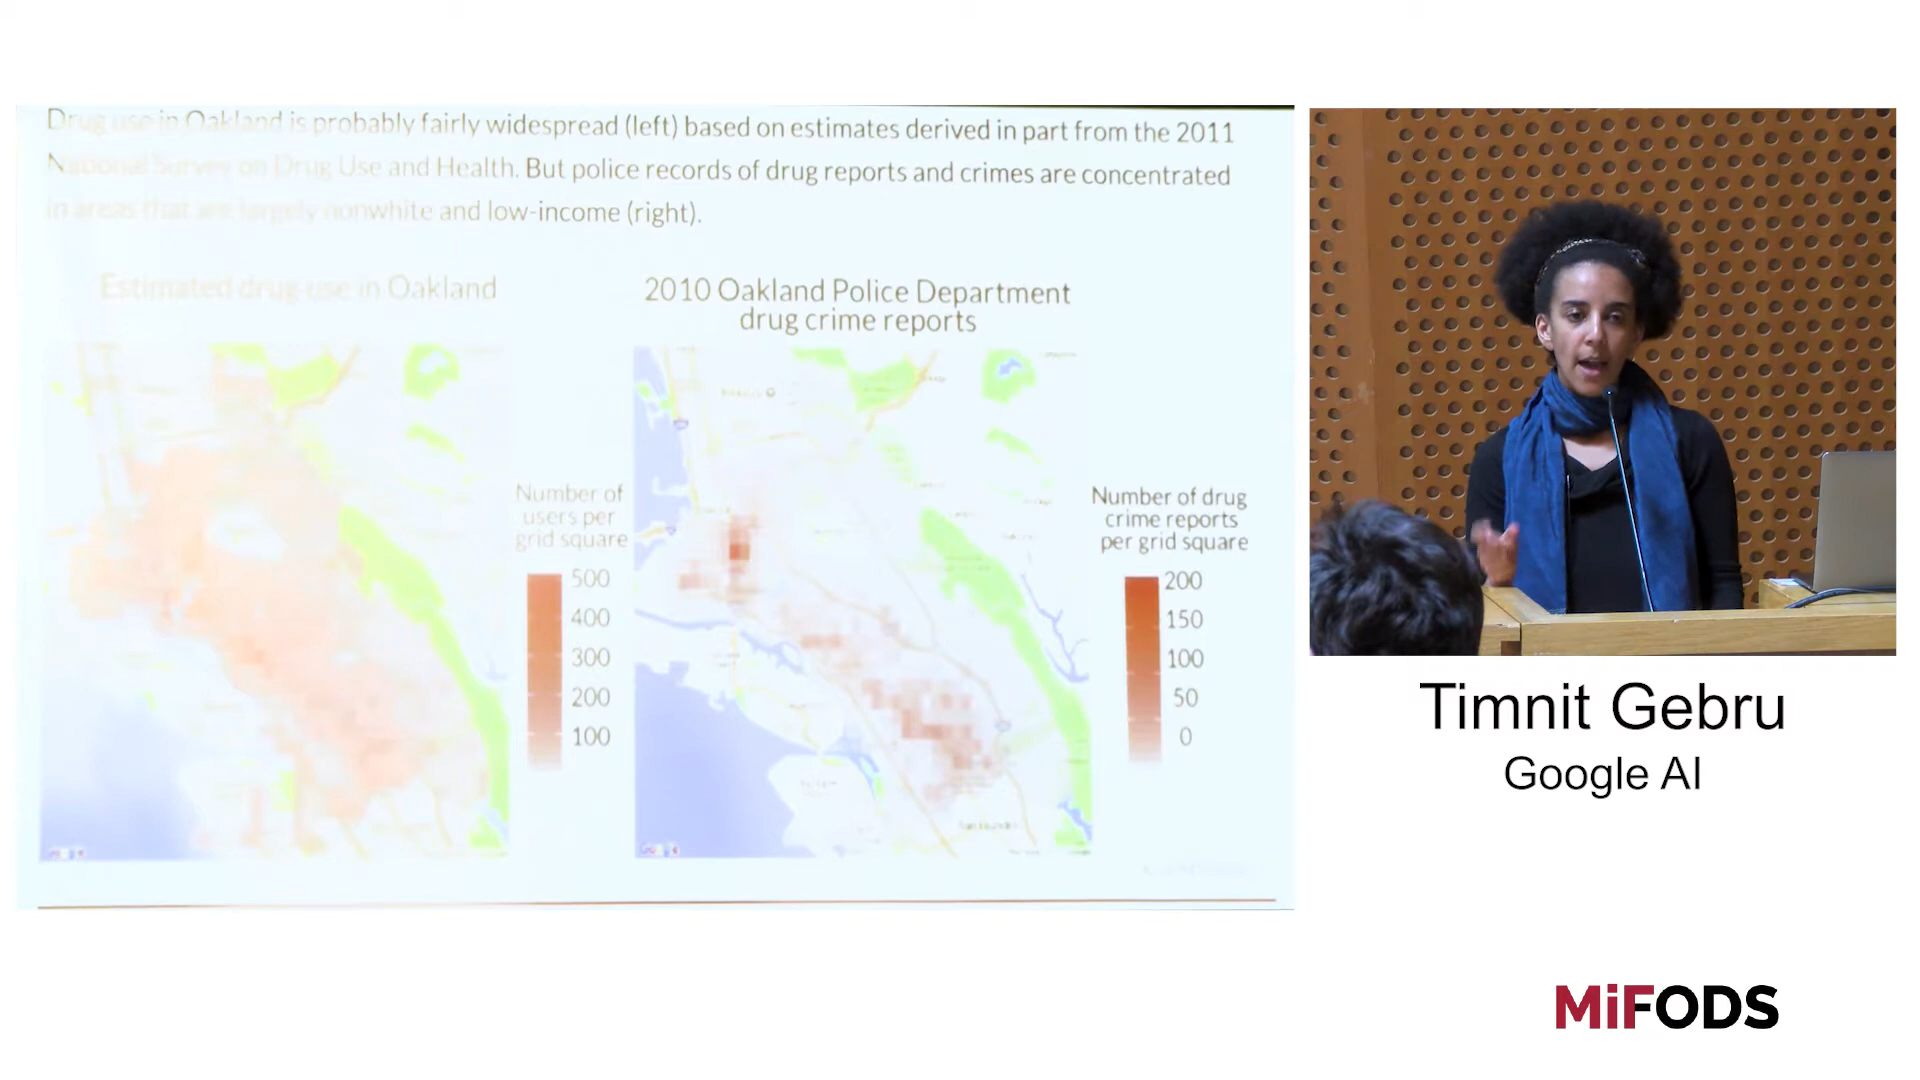 Drug use in Oakland is probably fairly widespread (left) based on estimates derived in part from the 2011
National Survey on Drug Use and Health. But police records of drug reports and crimes are concentrated
in areas that are largely nonwhite and low-income (right).
Estimated drug use in Oakland
Number of
users per
grid square
500
400
300
200
100
2010 Oakland Police Department
drug crime reports
Number of drug
crime reports
per grid square
200
150
100
50
0
Timnit Gebru
Google AI
MiFODS